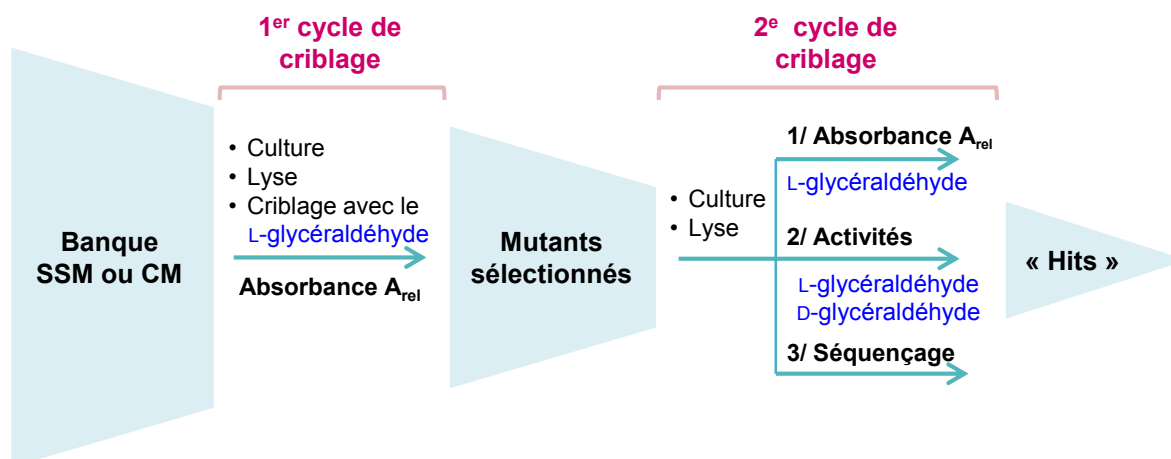 1er cycle de
criblage
2e cycle de
criblage
Banque
SSM ou CM
• Culture
• Lyse
• Criblage avec le
L-glycéraldéhyde
Absorbance Arel
Mutants
sélectionnés
• Culture
• Lyse
1/ Absorbance Arel
L-glycéraldéhyde
2/ Activités
L-glycéraldéhyde
D-glycéraldéhyde
3/ Séquençage
« Hits »